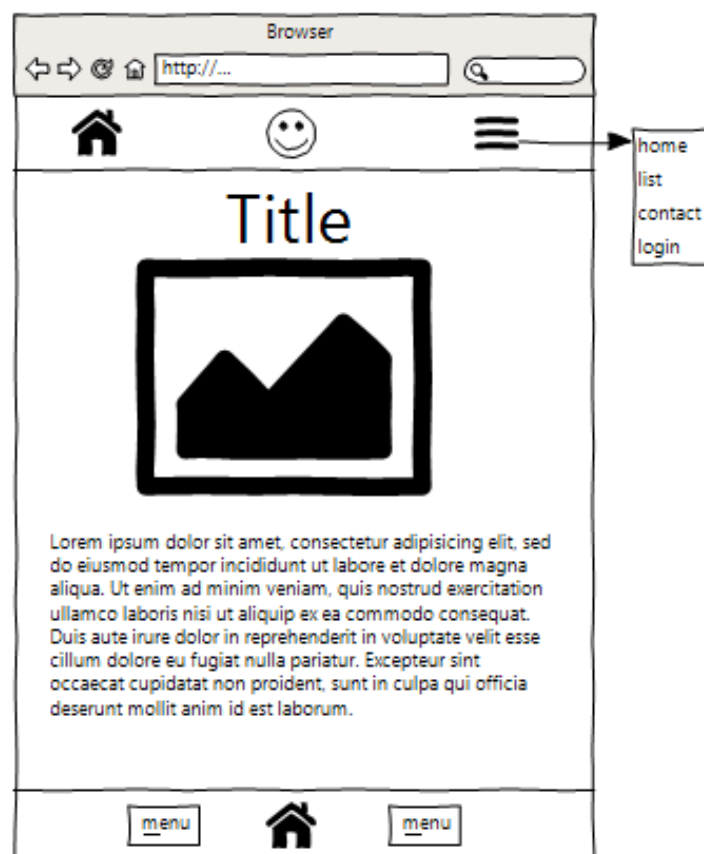 Browser
http://...
home
list
contact
login
Title
Lorem ipsum dolor sit amet, consectetur adipisicing elit, sed
do eiusmod tempor incididunt ut labore et dolore magna
aliqua. Ut enim ad minim veniam, quis nostrud exercitation
ullamco laboris nisi ut aliquip ex ea commodo consequat.
Duis aute irure dolor in reprehenderit in voluptate velit esse
cillum dolore eu fugiat nulla pariatur. Excepteur sint
occaecat cupidatat non proident, sunt in culpa qui officia
deserunt mollit anim id est laborum.
menu
menu